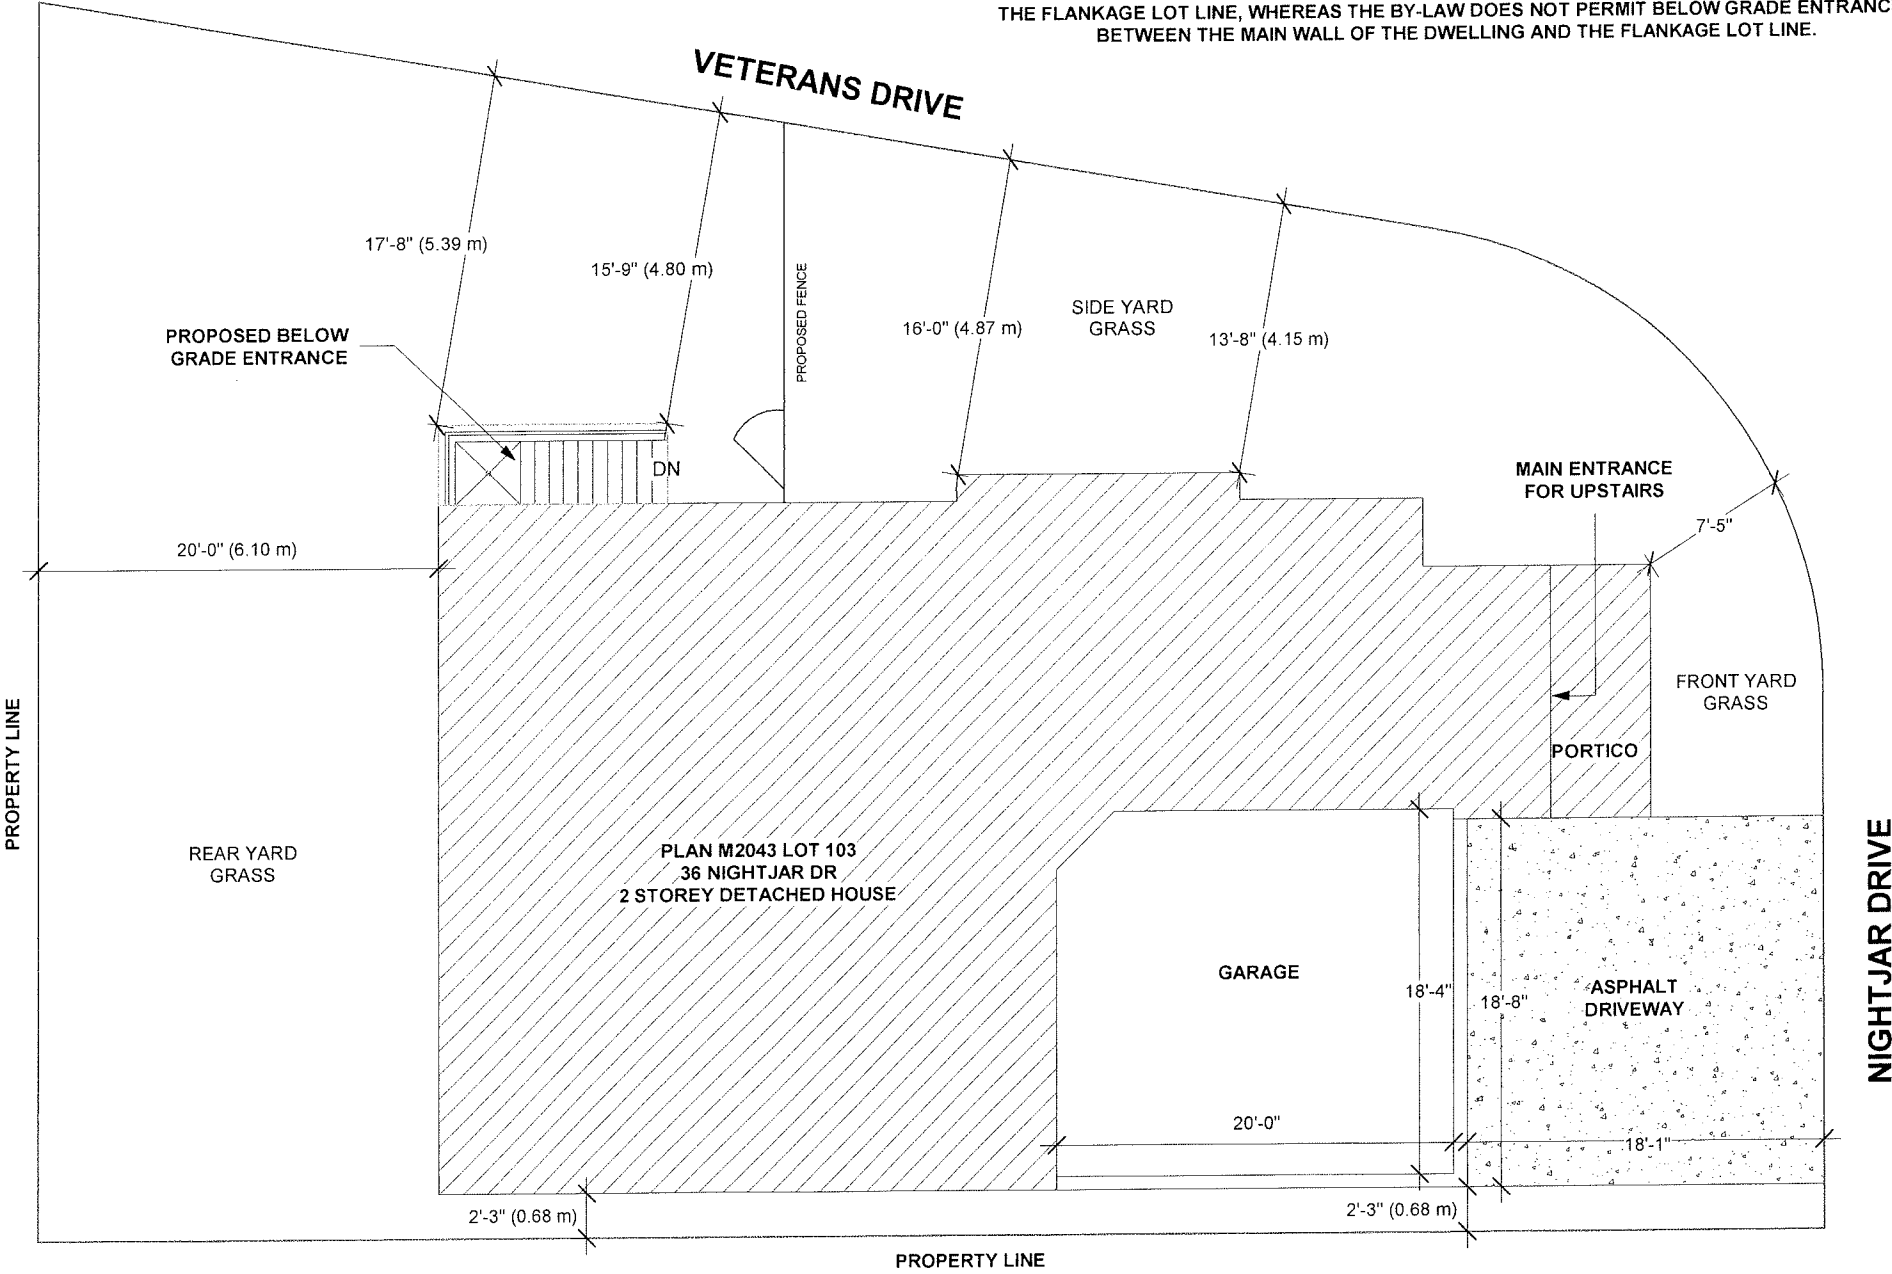 THE FLANKAGE LOT LINE, WHEREAS THE BY-LAW DOES NOT PERMIT BELOW GRADE
BETWEEN THE MAIN WALL OF THE DWELLING AND THE FLANKAGE LOT LINE.
VETERANS DRIVE
17'-8" (5.39 m)
15'-9" (4.80 m)
PROPOSED FENCE
16'-0" (4.87 m)
SIDE YARD
GRASS
13'-8" (4.15 m)
PROPOSED BELOW
GRADE ENTRANCE
DN
MAIN ENTRANCE
FOR UPSTAIRS
7'-5"
20'-0" (6.10 m)
FRONT YARD
GRASS
PORTICO
PROPERTY LINE
REAR YARD
GRASS
PLAN M2043 LOT 103
36 NIGHTJAR DR
2 STOREY DETACHED HOUSE
GARAGE
18'-4"
18'-8"
ASPHALT
DRIVEWAY
NIGHTJAR DRIVE
20'-0"
18'-1"
2'-3" (0.68 m)
2'-3" (0.68 m)
PROPERTY LINE